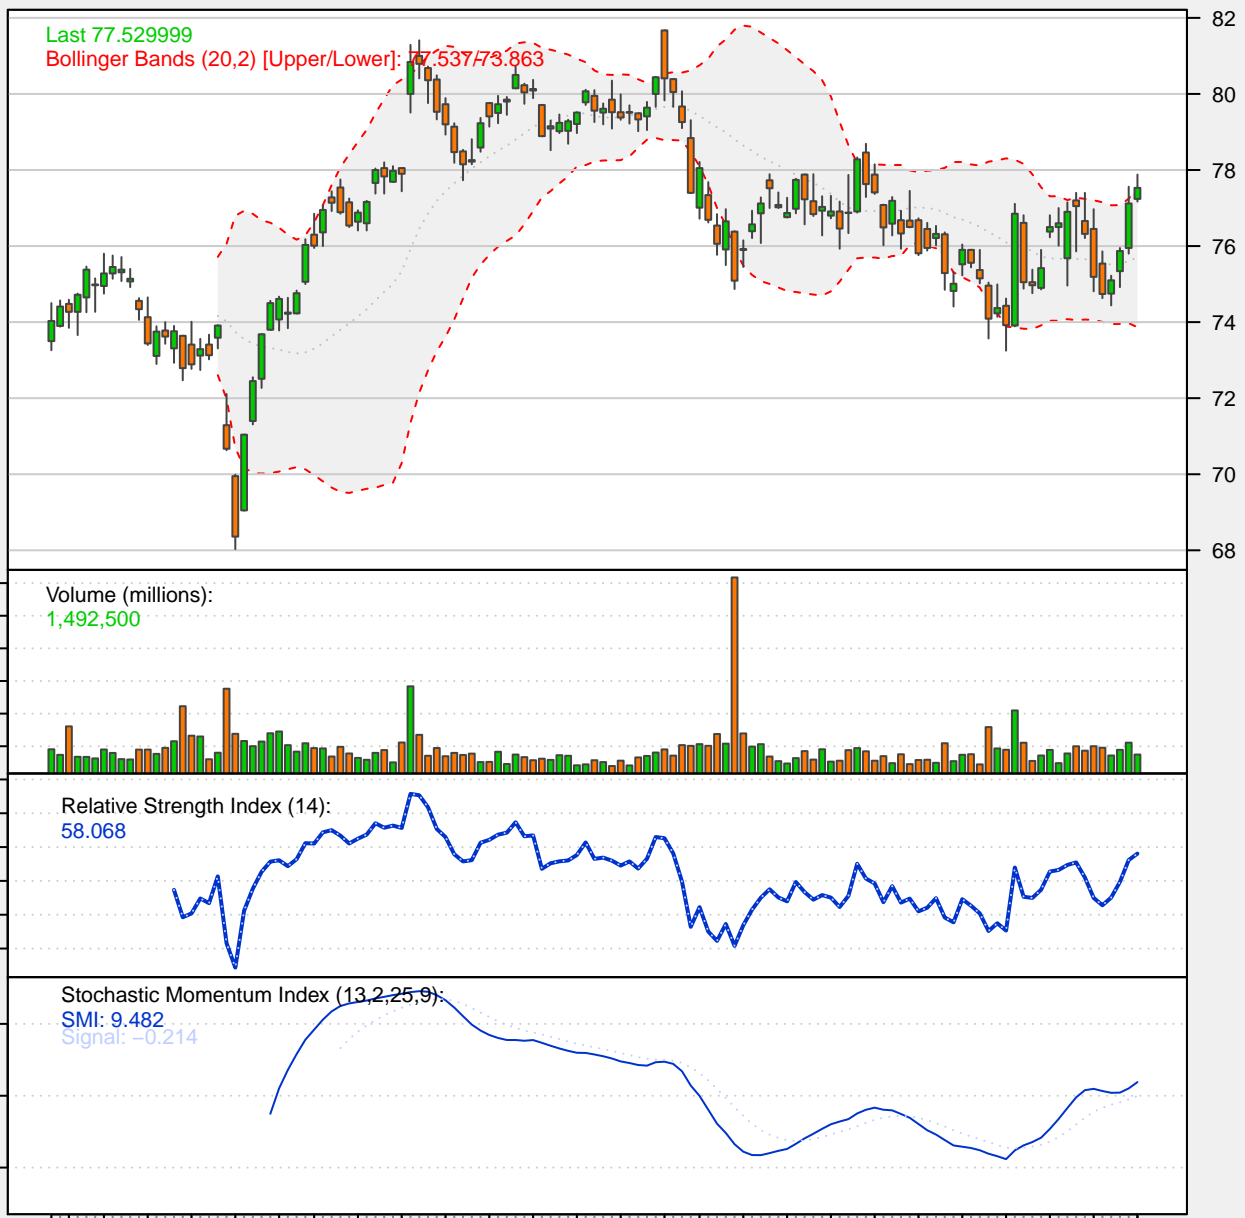 Last 77.529999
Bollinger Bands (20,2) [Upper/Lower]: 77.537/73.863
82
80
78
76
74
72
70
68
Volume (millions):
1,492,500
Relative Strength Index (14):
58.068
Stochastic Momentum Index (13,2,25,9):
SMI: 9.482
Signal: −0.214